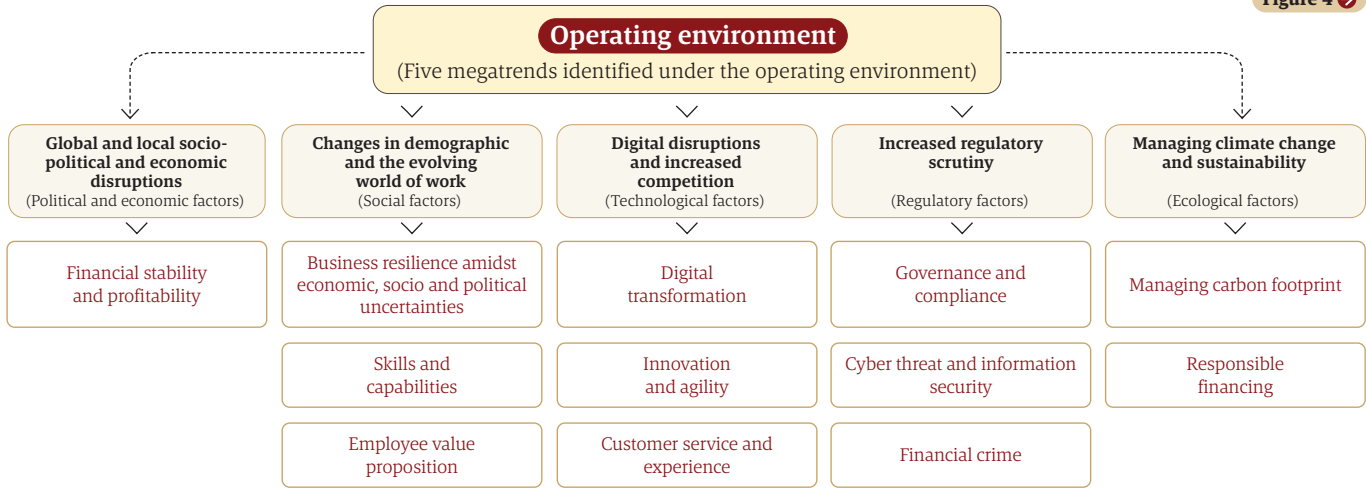 Figure 4
Operating environment
(Five megatrends identified under the operating environment)
Global and local socio-
political and economic
disruptions
(Political and economic factors)
Changes in demographic
and the evolving
world of work
(Social factors)
Digital disruptions
and increased
competition
(Technological factors)
Increased regulatory
scrutiny
(Regulatory factors)
Managing climate change
and sustainability
(Ecological factors)
Financial stability
and profitability
Business resilience amidst
economic, socio and political
uncertainties
Digital
transformation
Governance and
compliance
Managing carbon footprint
Skills and
capabilities
Innovation
and agility
Cyber threat and information
security
Responsible
financing
Employee value
proposition
Customer service and
experience
Financial crime